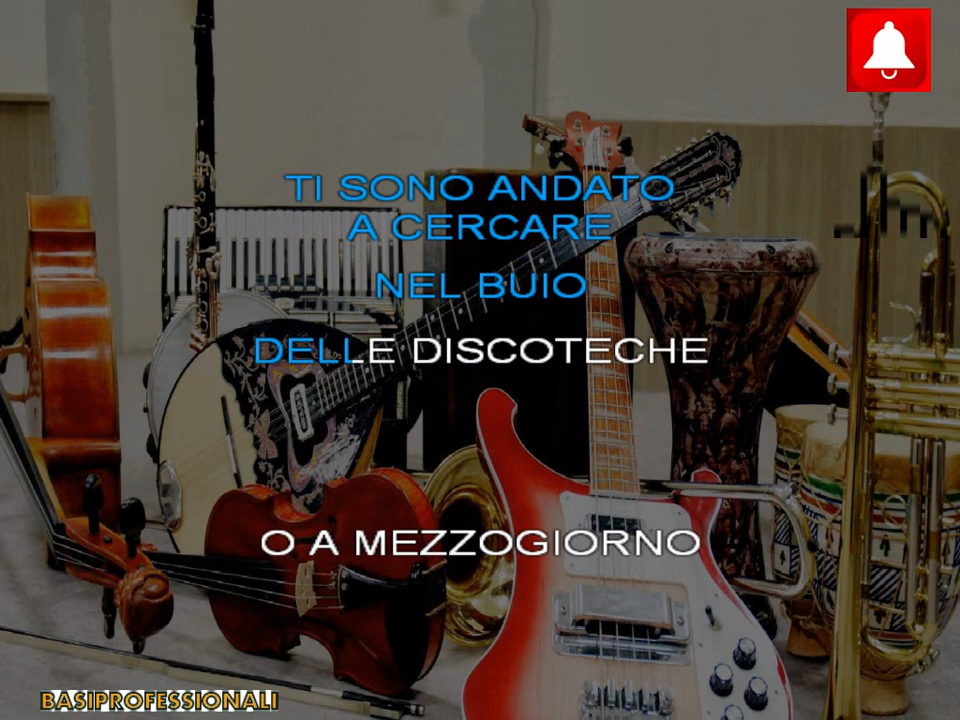 TI SONO ANDATO
A CERCARE
NEL BUIO
DELLE DISCOTECHE
O A MEZZOGIORNO
BASIPROFESSIONALI